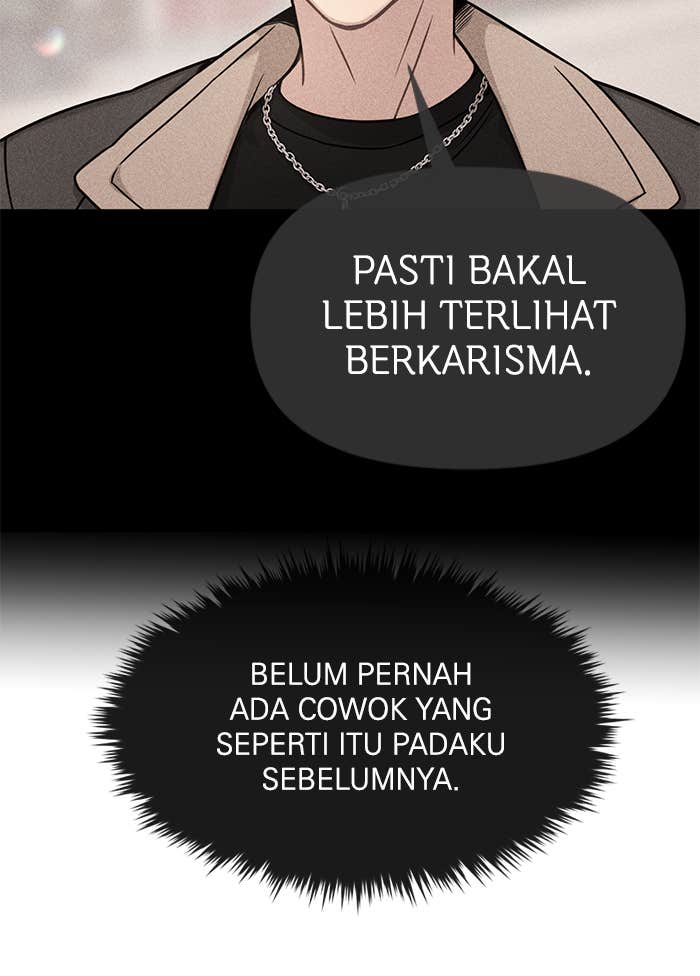 PASTI BAKAL
LEBIH TERLIHAT
BERKARISMA.
BELUM PERNAH
ADA COWOK YANG
SEPERTI ITU PADAKU
SEBELUMNYA.